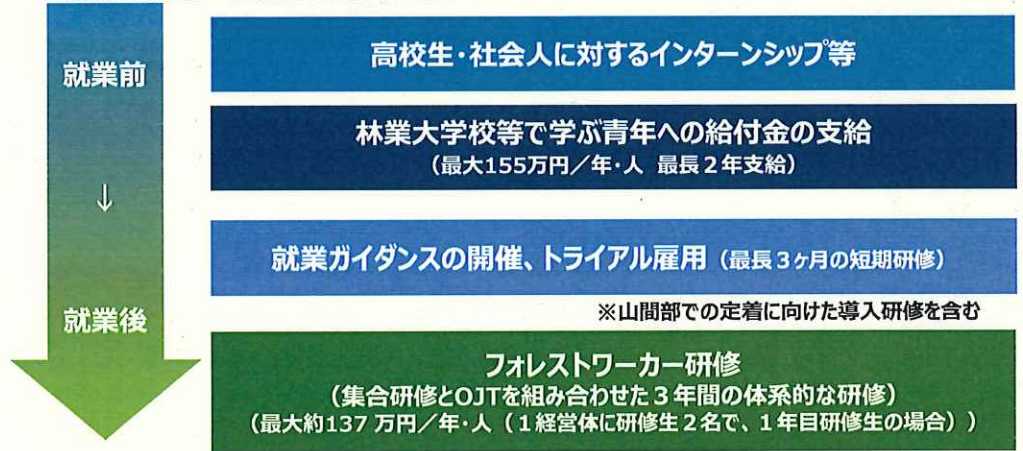 就業前
↓
就業後
高校生・社会人に対するインターンシップ等
林業大学校等で学ぶ青年への給付金の支給
（最大155万円／年・人 最長２年支給）
就業ガイダンスの開催、トライアル雇用（最長３ヶ月の短期研修）
※山間部での定着に向けた導入研修を含む
フォレストワーカー研修
（集合研修とOJTを組み合わせた３年間の体系的な研修）
（最大約137 万円／年・人（１経営体に研修生２名で、１年目研修生の場合））